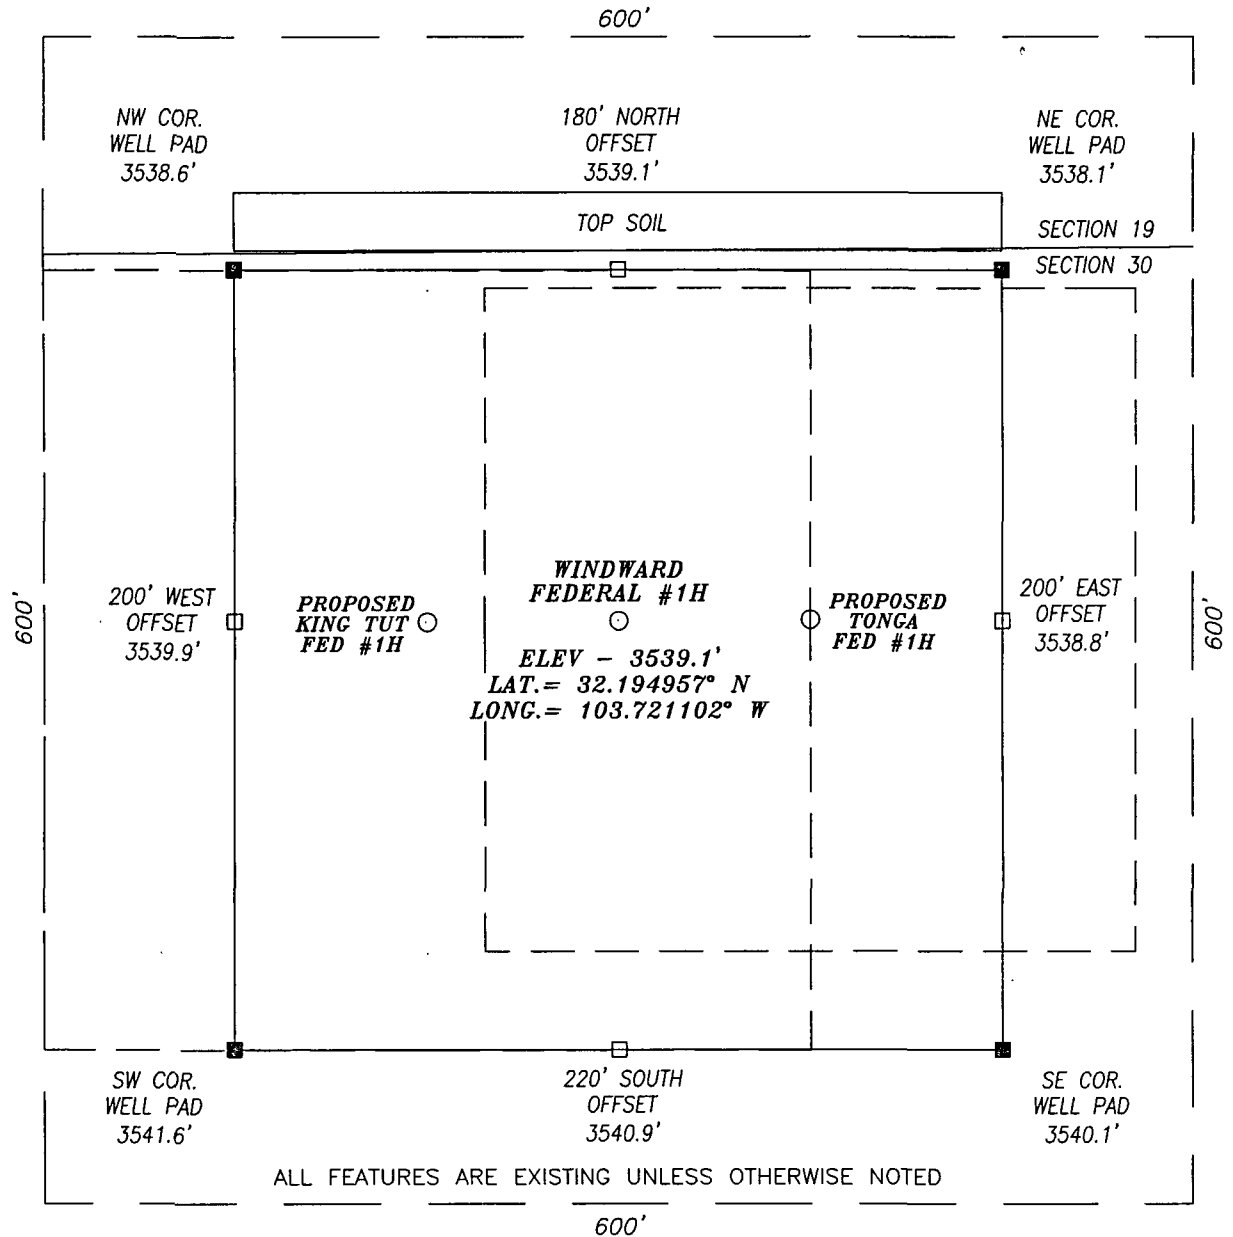 600'
NW COR.
WELL PAD
3538.6'
180' NORTH
OFFSET
3539.1'
NE COR.
WELL PAD
3538.1'
TOP SOIL
SECTION 19
SECTION 30
600'
200' WEST
OFFSET
3539.9'
PROPOSED
KING TUT
FED #1H
WINDWARD
FEDERAL #1H
ELEV - 3539.1'
LAT.= 32.194957° N
LONG.= 103.721102° W
PROPOSED
TONGA
FED #1H
200' EAST
OFFSET
3538.8'
600'
SW COR.
WELL PAD
3541.6'
220' SOUTH
OFFSET
3540.9'
SE COR.
WELL PAD
3540.1'
ALL FEATURES ARE EXISTING UNLESS OTHERWISE NOTED
600'